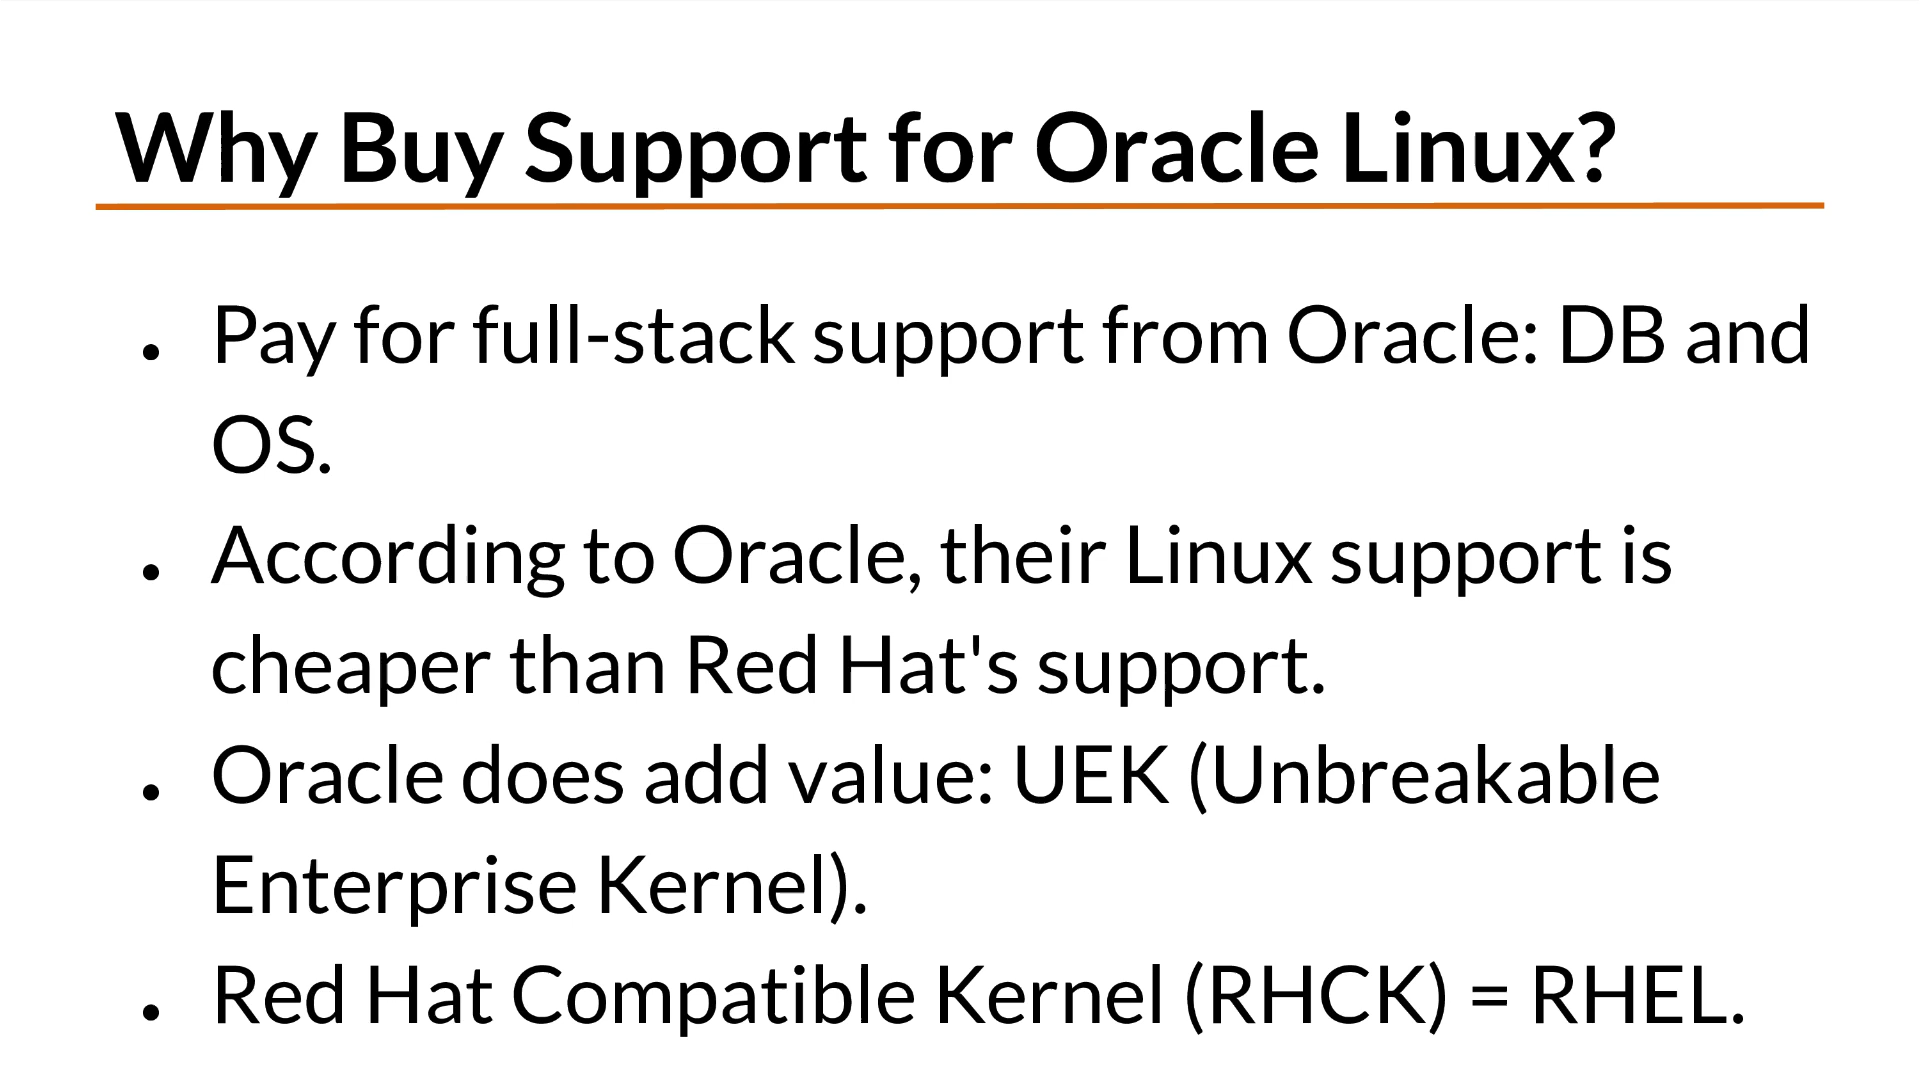 Why Buy Support for Oracle Linux?
• Pay for full-stack support from Oracle: DB and
OS.
• According to Oracle, their Linux support is
cheaper than Red Hat's support.
• Oracle does add value: UEK (Unbreakable
Enterprise Kernel).
• Red Hat Compatible Kernel (RHCK) = RHEL.